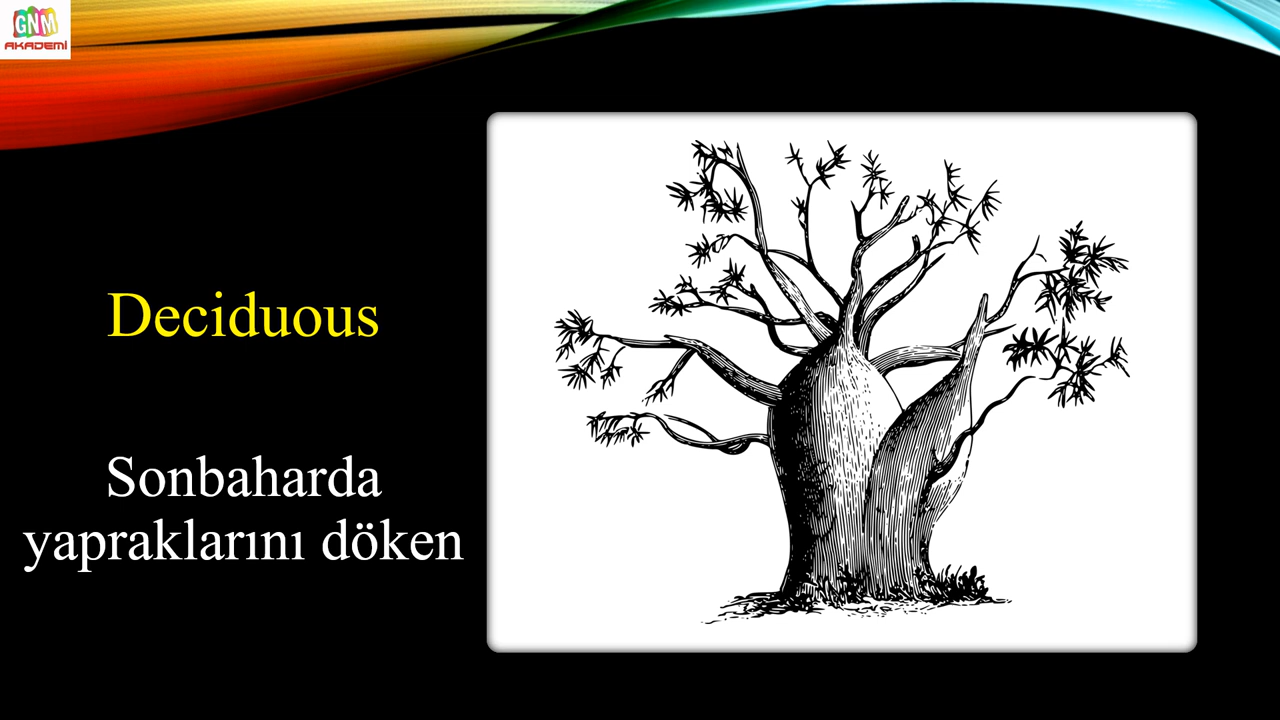 GNM
AKADEMİ
Deciduous
Sonbaharda
yapraklarını döken